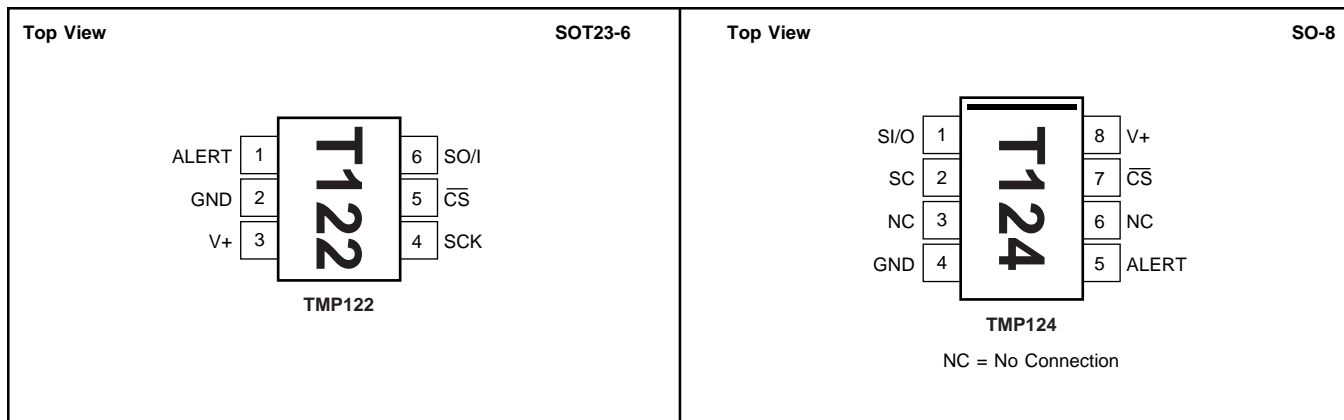 Top View SOT23-6
ALERT 1 6 SO/I
GND 2 5 C̅S̅
V+ 3 4 SCK
T122
TMP122
Top View SO-8
SI/O 1 8 V+
SC 2 7 C̅S̅
NC 3 6 NC
GND 4 5 ALERT
T124
TMP124
NC = No Connection